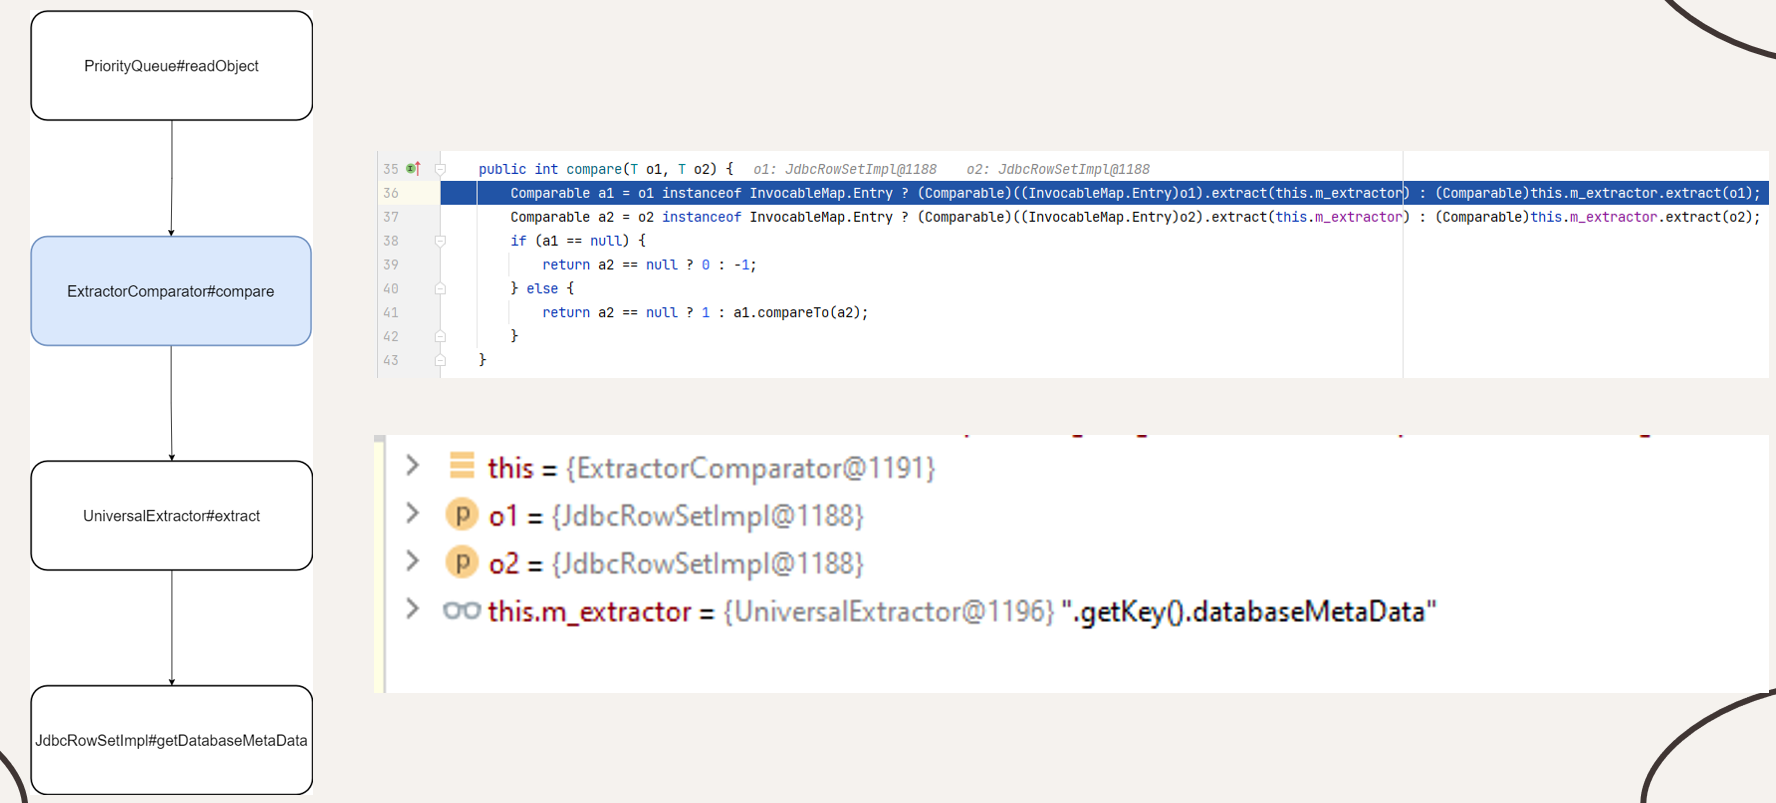 PriorityQueue#readObject
ExtractorComparator#compare
UniversalExtractor#extract
JdbcRowSetImpl#getDatabaseMetaData
35 public int compare(T o1, T o2) { o1: JdbcRowSetImpl@1188 o2: JdbcRowSetImpl@1188
36 Comparable a1 = o1 instanceof InvocableMap.Entry ? (Comparable)((InvocableMap.Entry)o1).extract(this.m_extractor) : (Comparable)this.m_extractor.extract(o1);
37 Comparable a2 = o2 instanceof InvocableMap.Entry ? (Comparable)((InvocableMap.Entry)o2).extract(this.m_extractor) : (Comparable)this.m_extractor.extract(o2);
38 if (a1 == null) {
39 return a2 == null ? 0 : -1;
40 } else {
41 return a2 == null ? 1 : a1.compareTo(a2);
42 }
43 }
this = {ExtractorComparator@1191}
p o1 = {JdbcRowSetImpl@1188}
p o2 = {JdbcRowSetImpl@1188}
this.m_extractor = {UniversalExtractor@1196} ".getKey().databaseMetaData"